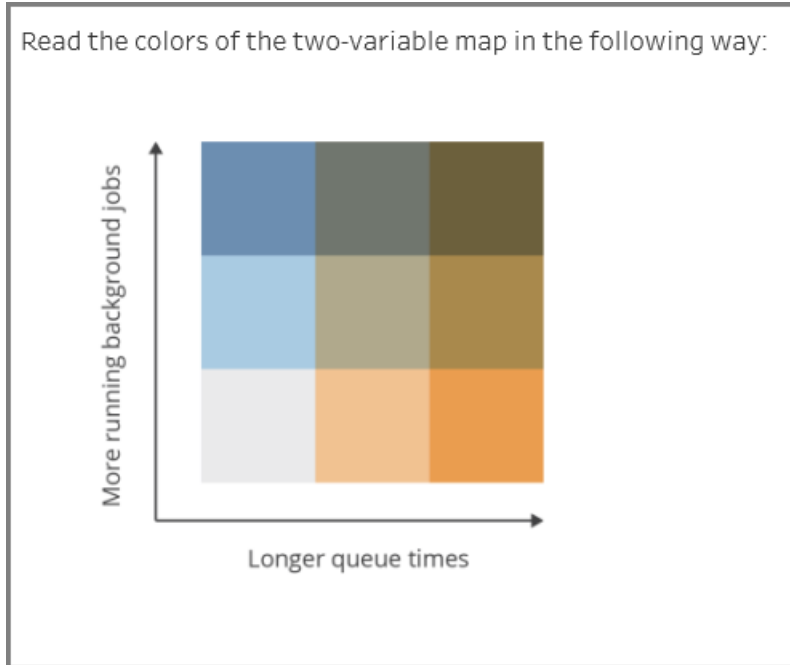 Read the colors of the two-variable map in the following way:
More running background jobs
Longer queue times